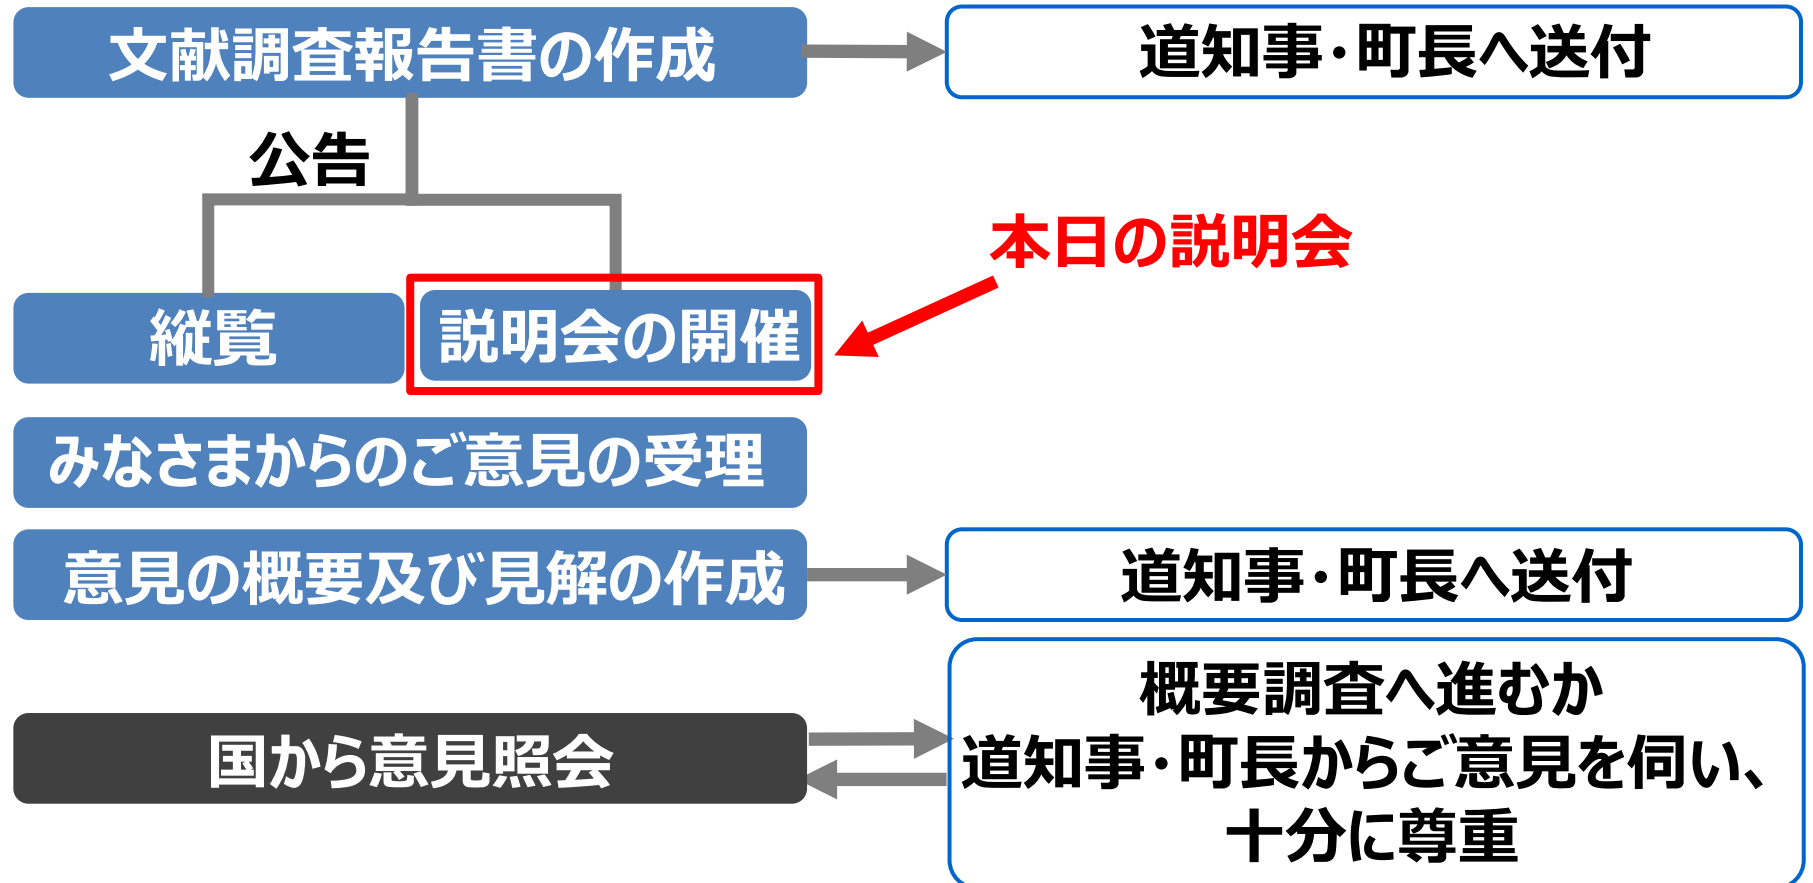 文献調査報告書の作成
道知事・町長へ送付
公告
本日の説明会
縦覧
説明会の開催
みなさまからのご意見の受理
意見の概要及び見解の作成
道知事・町長へ送付
国から意見照会
概要調査へ進むか
道知事・町長からご意見を伺い、
十分に尊重